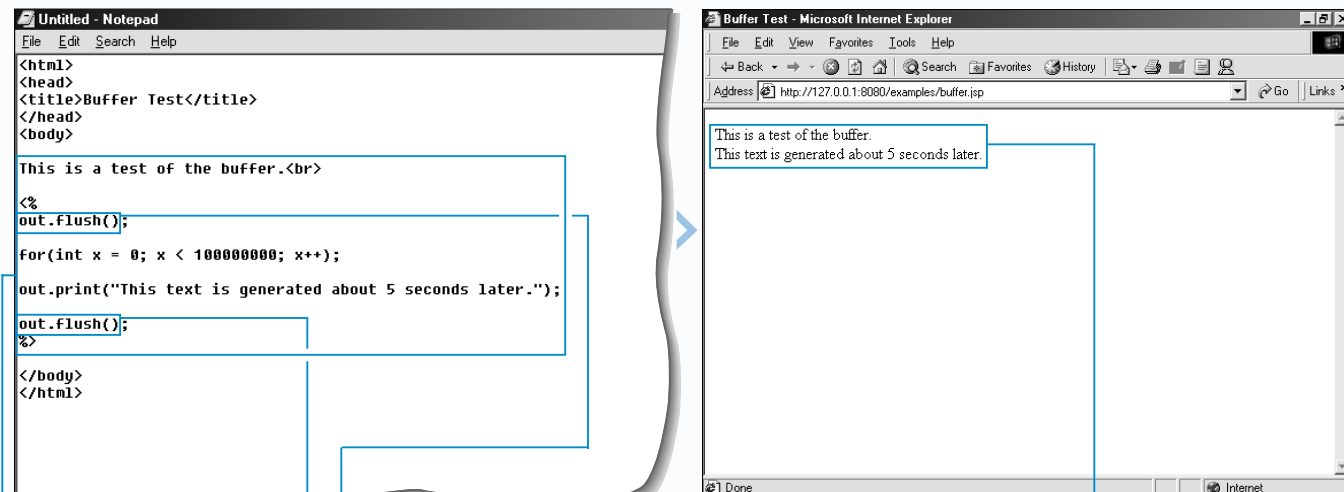 Untitled - Notepad
File Edit Search Help
<html>
<head>
<title>Buffer Test</title>
</head>
<body>
This is a test of the buffer.<br>
<%
out.flush();
for(int x = 0; x < 100000000; x++);
out.print("This text is generated about 5 seconds later.");
out.flush();
%>
</body>
</html>
Buffer Test - Microsoft Internet Explorer
File Edit View Favorites Tools Help
Back Search Favorites History
Address http://127.0.0.1:8080/examples/buffer.jsp Go Links
This is a test of the buffer.
This text is generated about 5 seconds later.
Done Internet